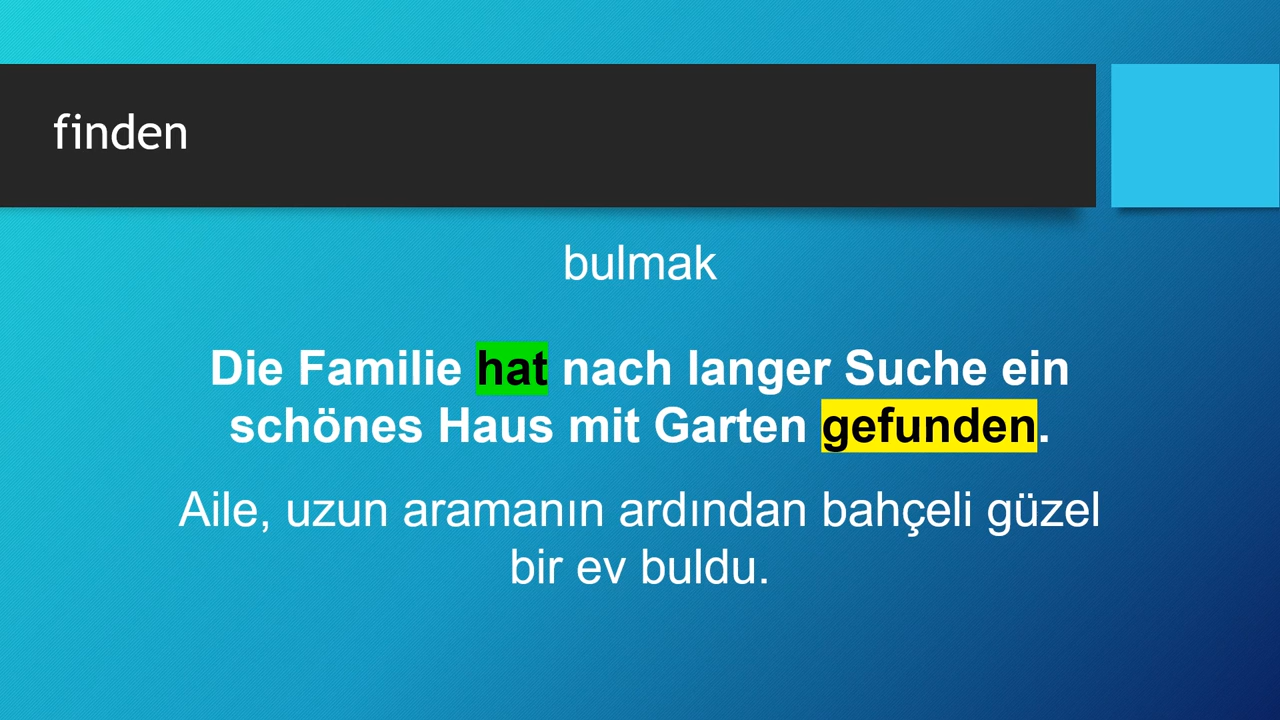 finden
bulmak
Die Familie hat nach langer Suche ein
schönes Haus mit Garten gefunden.
Aile, uzun aramanın ardından bahçeli güzel
bir ev buldu.